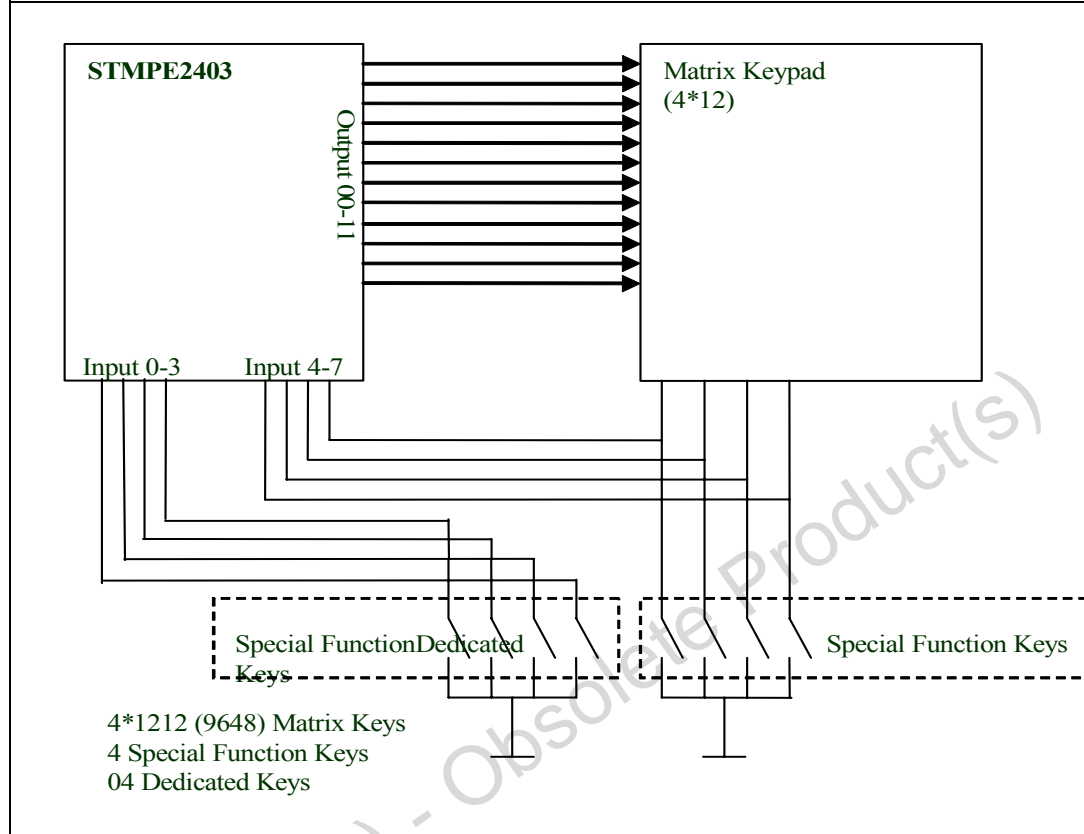 STMPE2403
Matrix Keypad
(4*12)
Output 00-11
Input 0-3
Input 4-7
Special FunctionDedicated
Keys
Special Function Keys
4*1212 (9648) Matrix Keys
4 Special Function Keys
04 Dedicated Keys
) - Obsolete Product(s)